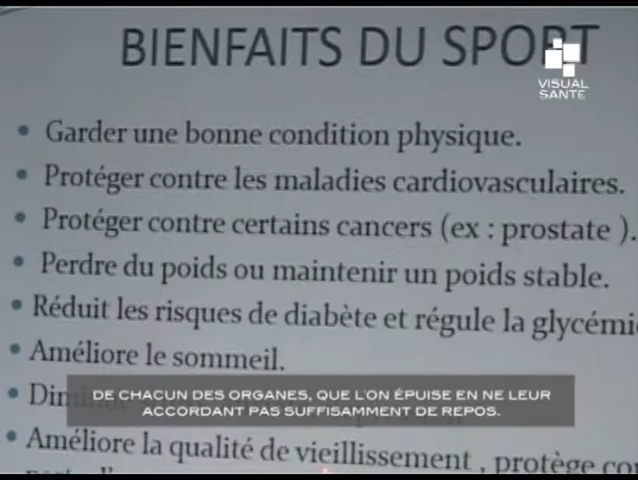 BIENFAITS DU SPORT
VISUAL
SANTE
• Garder une bonne condition physique.
• Protéger contre les maladies cardiovasculaires.
• Protéger contre certains cancers (ex : prostate ).
• Perdre du poids ou maintenir un poids stable.
• Réduit les risques de diabète et régule la glycémi
• Améliore le sommeil.
DE CHACUN DES ORGANES, QUE L'ON ÉPUISE EN NE LEUR
ACCORDANT PAS SUFFISAMMENT DE REPOS.
• Améliore la qualité de vieillissement , protège